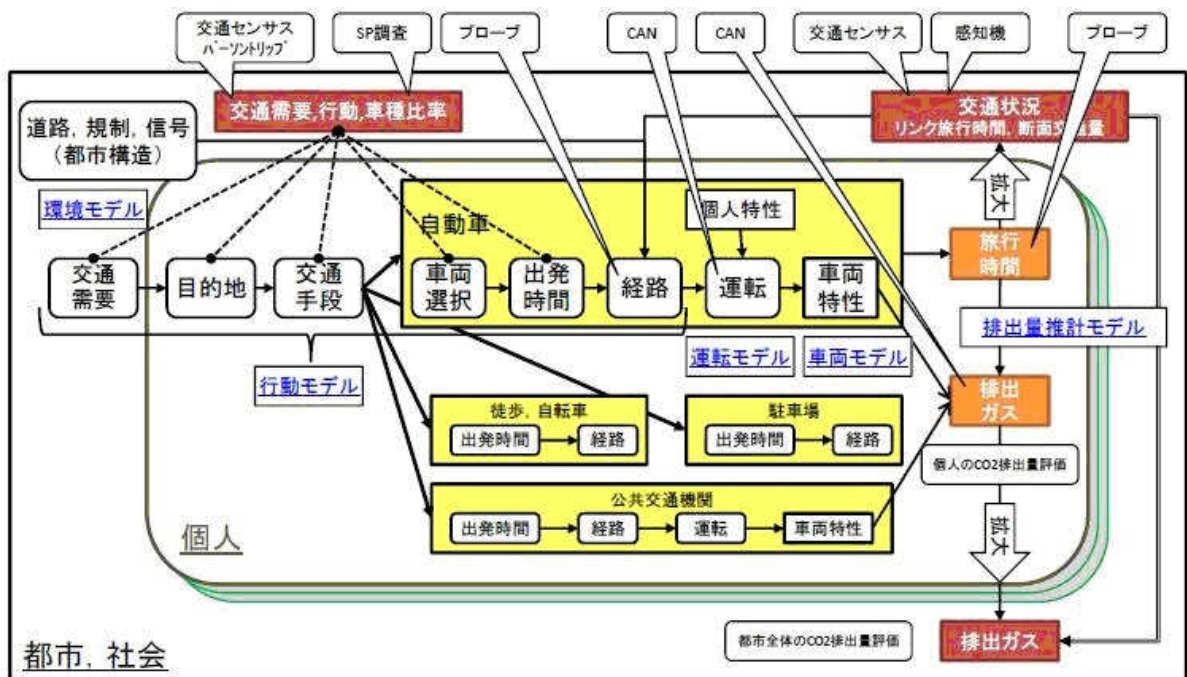 交通センサス
パーソントリップ
SP調査
プローブ
CAN
CAN
交通センサス
感知機
プローブ
交通需要,行動,車種比率
交通状況
リンク旅行時間, 断面交通量
道路, 規制, 信号
(都市構造)
環境モデル
自動車
個人特性
拡大
旅行
時間
交通
需要
目的地
交通
手段
車両
選択
出発
時間
経路
運転
車両
特性
排出量推計モデル
行動モデル
運転モデル
車両モデル
排出
ガス
徒歩, 自転車
出発時間
経路
駐車場
出発時間
経路
個人のCO2排出量評価
公共交通機関
出発時間
経路
運転
車両特性
拡大
個人
都市, 社会
都市全体のCO2排出量評価
排出ガス